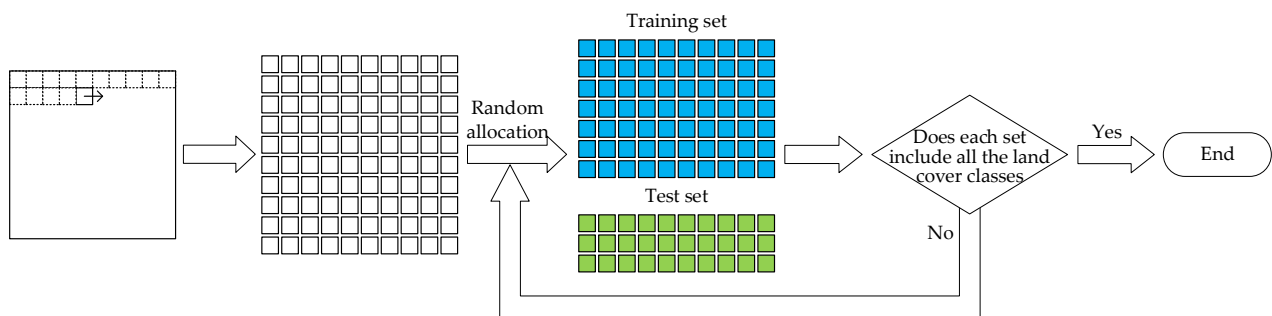 Training set
Random
allocation
Does each set
include all the land
cover classes
Yes
End
Test set
No